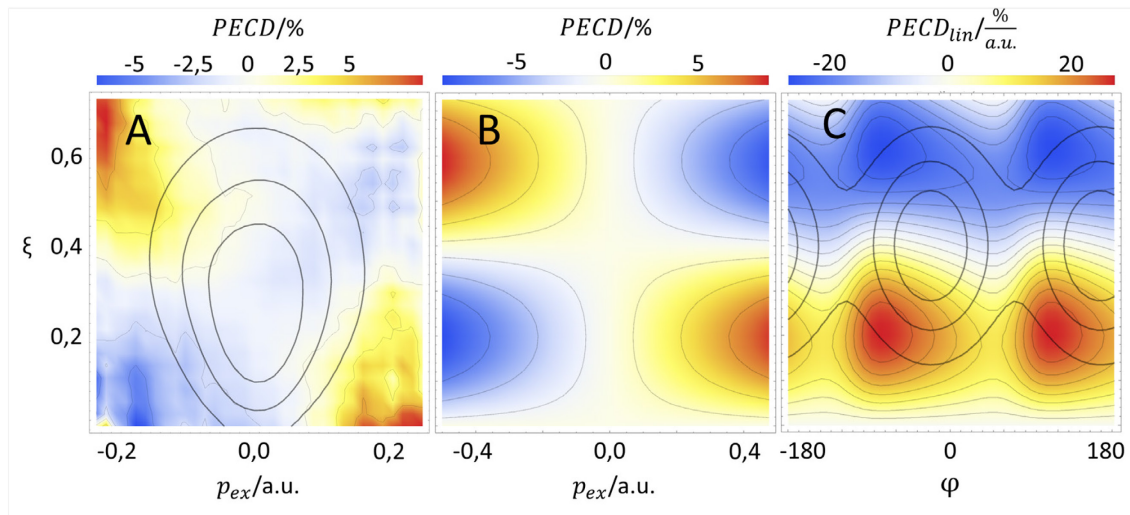 PECD/%
-5 -2,5 0 2,5 5
PECD/%
-5 0 5
PECD_lin/%/a.u.
-20 0 20
A
B
C
ξ
0,6
0,4
0,2
-0,2 0,0 0,2
p_ex/a.u.
-0,4 0,0 0,4
p_ex/a.u.
-180 0 180
φ